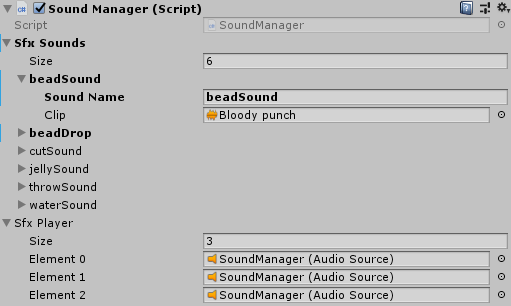 Sound Manager (Script)
Script SoundManager
Sfx Sounds
Size 6
beadSound
Sound Name beadSound
Clip Bloody punch
beadDrop
cutSound
jellySound
throwSound
waterSound
Sfx Player
Size 3
Element 0 SoundManager (Audio Source)
Element 1 SoundManager (Audio Source)
Element 2 SoundManager (Audio Source)